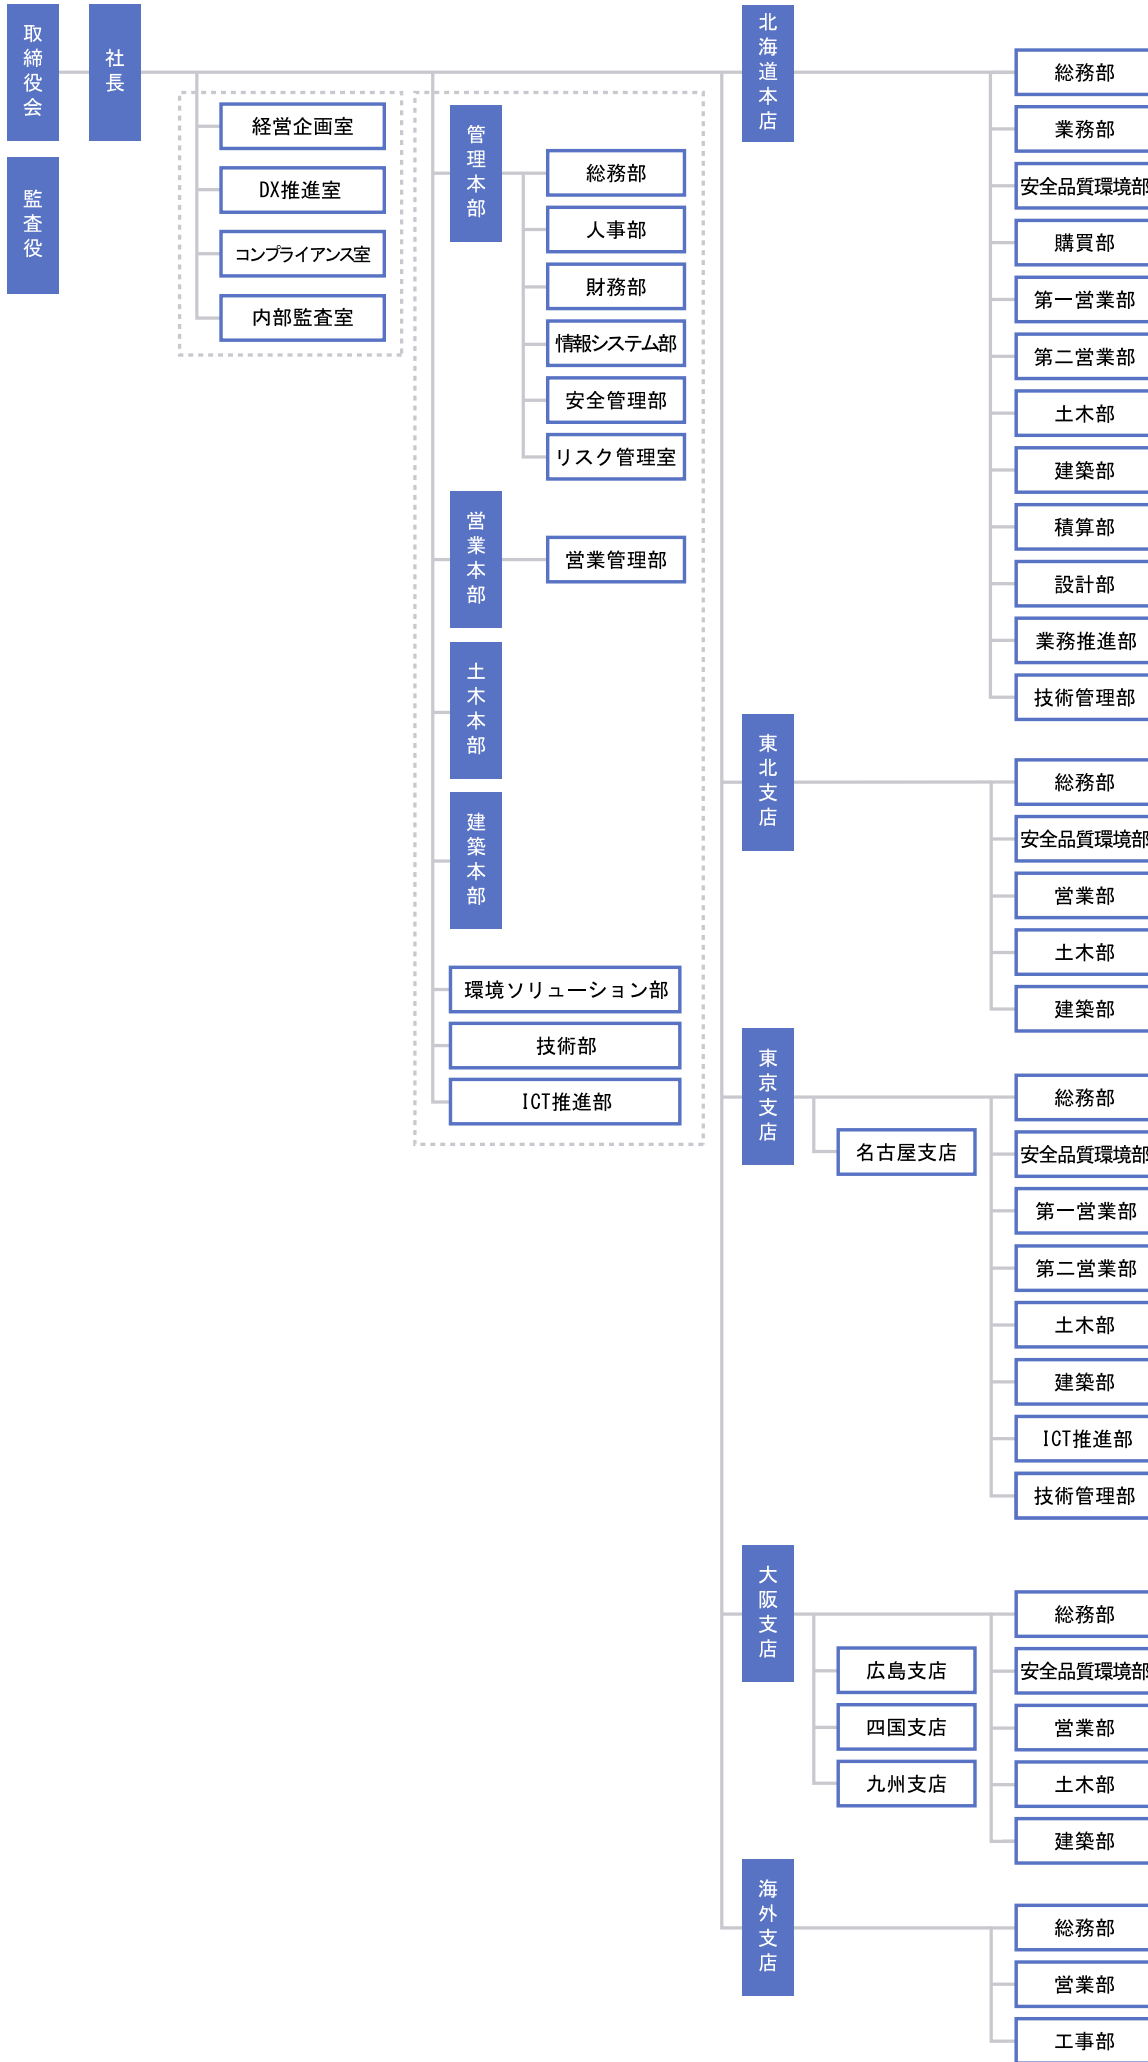 取締役会
監査役
社長
経営企画室
DX推進室
コンプライアンス室
内部監査室
管理本部
総務部
人事部
財務部
情報システム部
安全管理部
リスク管理室
営業本部
営業管理部
土木本部
建築本部
環境ソリューション部
技術部
ICT推進部
北海道本店
総務部
業務部
安全品質環境部
購買部
第一営業部
第二営業部
土木部
建築部
積算部
設計部
業務推進部
技術管理部
東北支店
総務部
安全品質環境部
営業部
土木部
建築部
東京支店
名古屋支店
総務部
安全品質環境部
第一営業部
第二営業部
土木部
建築部
ICT推進部
技術管理部
大阪支店
広島支店
四国支店
九州支店
総務部
安全品質環境部
営業部
土木部
建築部
海外支店
総務部
営業部
工事部